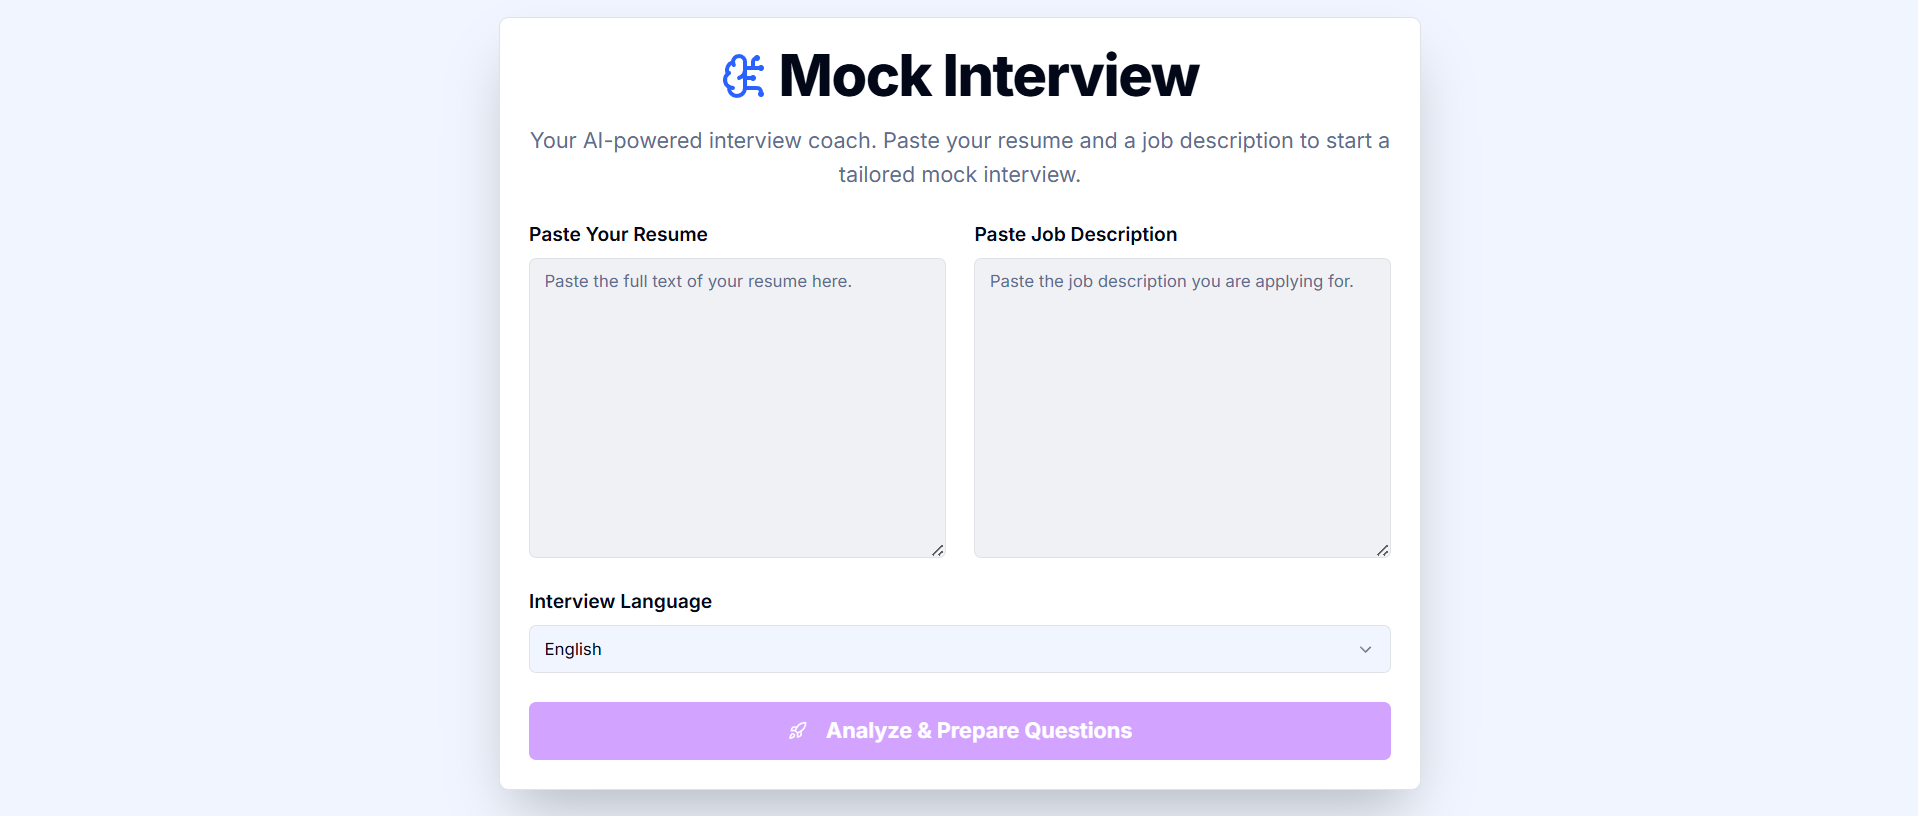 Mock Interview
Your AI-powered interview coach. Paste your resume and a job description to start a
tailored mock interview.
Paste Your Resume
Paste the full text of your resume here.
Paste Job Description
Paste the job description you are applying for.
Interview Language
English
Analyze & Prepare Questions